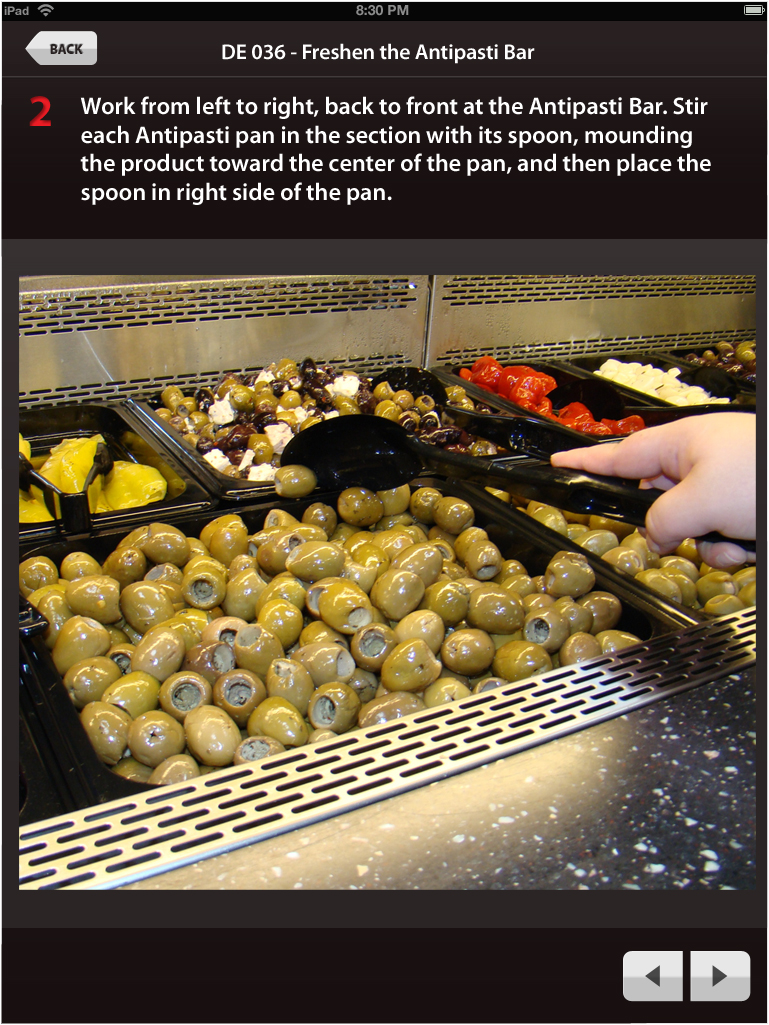 iPad 8:30 PM
BACK
DE 036 - Freshen the Antipasti Bar
2
Work from left to right, back to front at the Antipasti Bar. Stir
each Antipasti pan in the section with its spoon, mounding
the product toward the center of the pan, and then place the
spoon in right side of the pan.